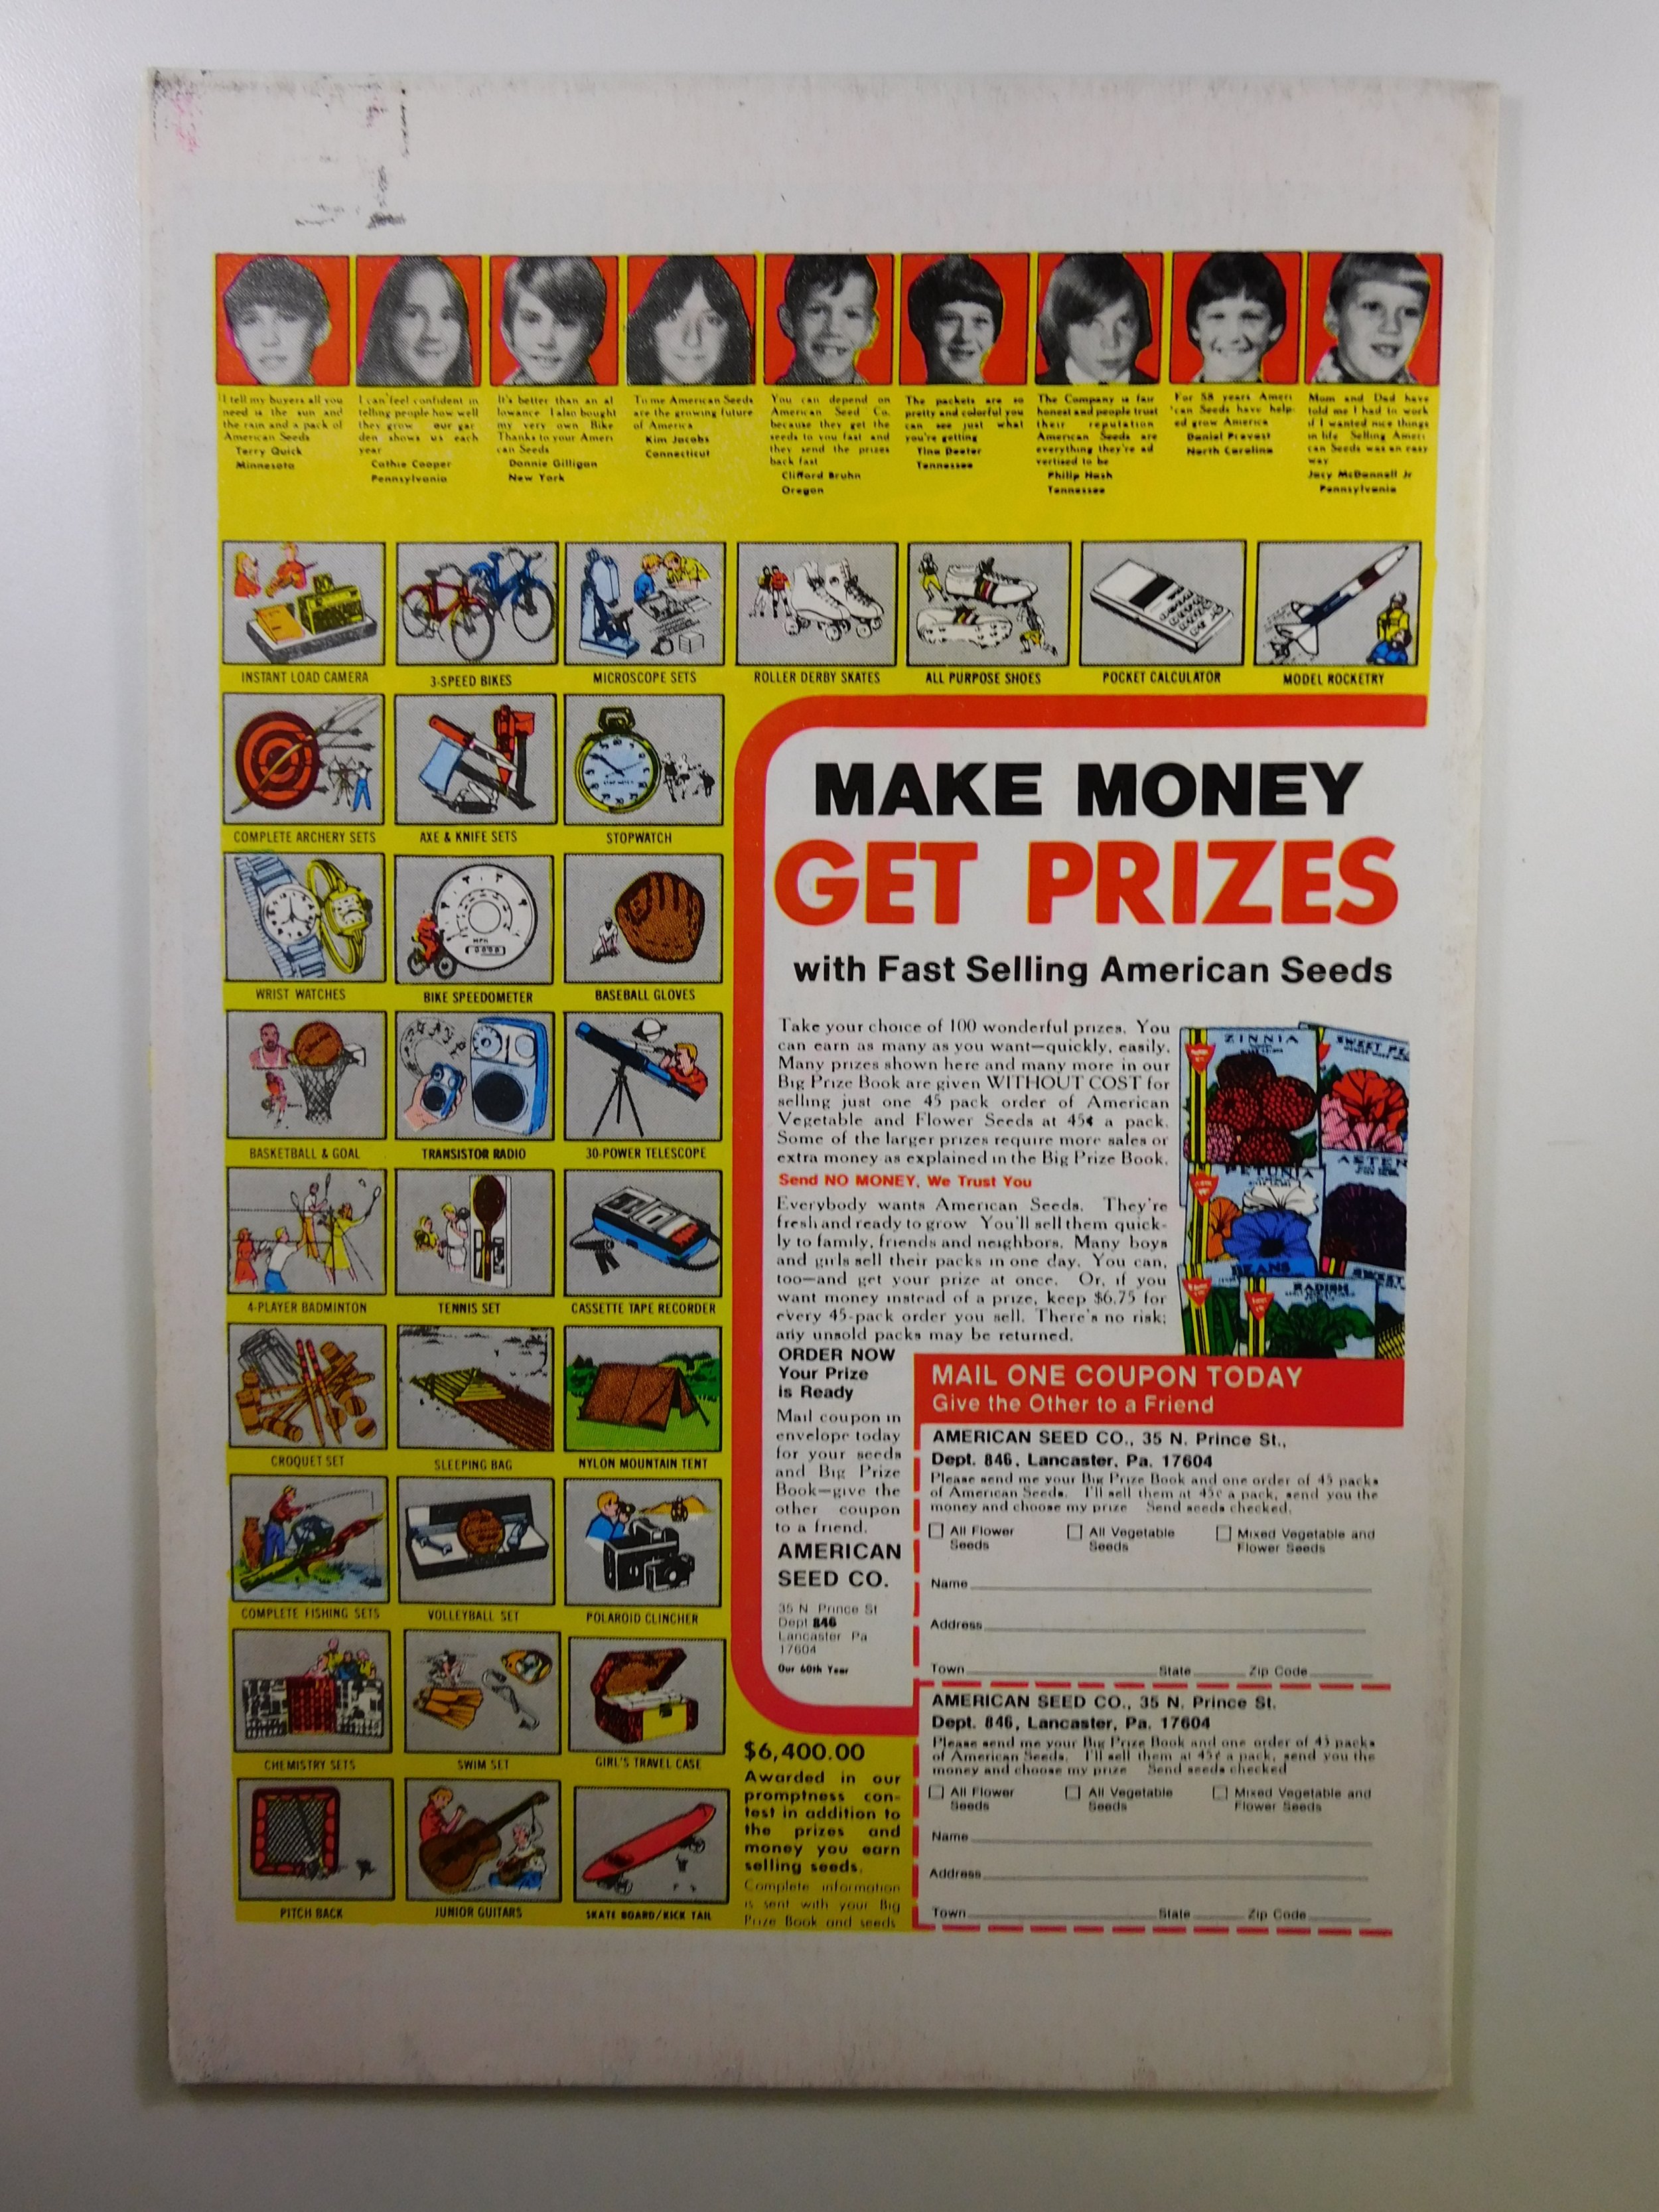 I tell my buyers all you
need is the sun and
the rain and a pack of
American Seeds
Terry Quick
Minnesota
I can feel confident in
telling people how well
they grow our gar
den shows us each
year
Cathie Cooper
Pennsylvania
It's better than an al
lowance I also bought
my very own Bike
Thanks to your Ameri
can Seeds
Donnie Gilligan
New York
To me American Seeds
are the growing future
of America
Kim Jacobs
Connecticut
You can depend on
American Seed Co.
because they get the
seeds to you fast and
they send the prizes
back fast
Clifford Bruhn
Oregon
The packets are so
pretty and colorful you
can see just what
you're getting
Tina Deeter
Tennessee
The Company is fair
honest and people trust
their reputation
American Seeds are
everything they're ad
vertised to be
Philip Nash
Tennessee
For 58 years Ameri
can Seeds have help-
ed grow America
Daniel Provost
North Carolina
Mom and Dad have
told me I had to work
if I wanted nice things
in life Selling Ameri
can Seeds was an easy
way
Jacy McDonnell Jr
Pennsylvania
INSTANT LOAD CAMERA
3-SPEED BIKES
MICROSCOPE SETS
ROLLER DERBY SKATES
ALL PURPOSE SHOES
POCKET CALCULATOR
MODEL ROCKETRY
COMPLETE ARCHERY SETS
AXE & KNIFE SETS
STOPWATCH
WRIST WATCHES
MPH
BIKE SPEEDOMETER
BASEBALL GLOVES
BASKETBALL & GOAL
TRANSISTOR RADIO
30-POWER TELESCOPE
4-PLAYER BADMINTON
TENNIS SET
CASSETTE TAPE RECORDER
CROQUET SET
SLEEPING BAG
NYLON MOUNTAIN TENT
COMPLETE FISHING SETS
VOLLEYBALL SET
POLAROID CLINCHER
CHEMISTRY SETS
SWIM SET
GIRL'S TRAVEL CASE
PITCH BACK
JUNIOR GUITARS
SKATE BOARD/KICK TAIL
MAKE MONEY
GET PRIZES
with Fast Selling American Seeds
Take your choice of 100 wonderful prizes. You
can earn as many as you want—quickly, easily.
Many prizes shown here and many more in our
Big Prize Book are given WITHOUT COST for
selling just one 45 pack order of American
Vegetable and Flower Seeds at 45¢ a pack.
Some of the larger prizes require more sales or
extra money as explained in the Big Prize Book.
Send NO MONEY, We Trust You
Everybody wants American Seeds. They're
fresh and ready to grow You'll sell them quick-
ly to family, friends and neighbors. Many boys
and girls sell their packs in one day. You can,
too—and get your prize at once. Or, if you
want money instead of a prize, keep $6.75 for
every 45-pack order you sell. There's no risk;
any unsold packs may be returned.
ZINNIA
SWEET PE
PETUNIA
ASTER
BEANS
RADISH
SWEET
ORDER NOW
Your Prize
is Ready
Mail coupon in
envelope today
for your seeds
and Big Prize
Book—give the
other coupon
to a friend.
AMERICAN
SEED CO.
35 N Prince St
Dept 846
Lancaster Pa
17604
Our 60th Year
MAIL ONE COUPON TODAY
Give the Other to a Friend
AMERICAN SEED CO., 35 N. Prince St.,
Dept. 846, Lancaster, Pa. 17604
Please send me your Big Prize Book and one order of 45 packs
of American Seeds. I'll sell them at 45¢ a pack, send you the
money and choose my prize Send seeds checked.
All Flower Seeds
All Vegetable Seeds
Mixed Vegetable and Flower Seeds
Name
Address
Town State Zip Code
AMERICAN SEED CO., 35 N. Prince St.
Dept. 846, Lancaster, Pa. 17604
Please send me your Big Prize Book and one order of 45 packs
of American Seeds. I'll sell them at 45¢ a pack, send you the
money and choose my prize Send seeds checked
All Flower Seeds
All Vegetable Seeds
Mixed Vegetable and Flower Seeds
Name
Address
Town State Zip Code
$6,400.00
Awarded in our
promptness con-
test in addition to
the prizes and
money you earn
selling seeds.
Complete information
is sent with your Big
Prize Book and seeds